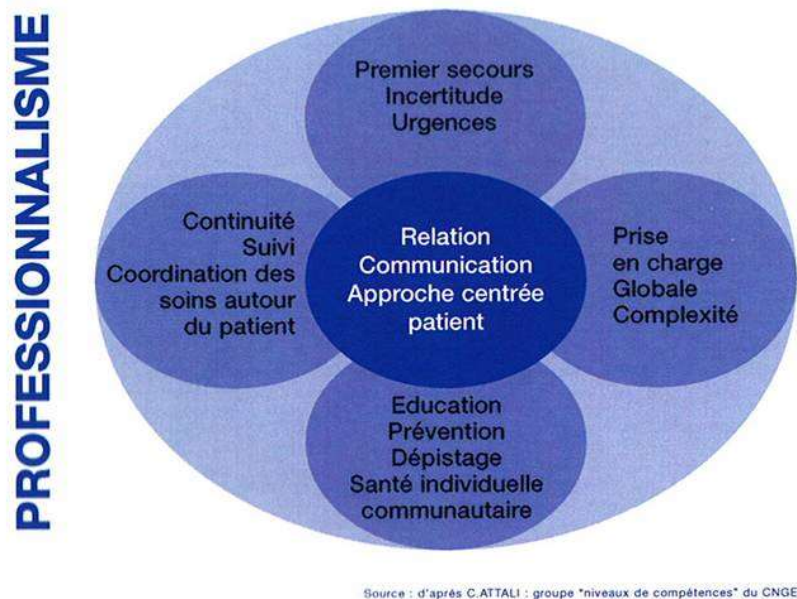 PROFESSIONNALISME
Premier secours
Incertitude
Urgences
Continuité
Suivi
Coordination des
soins autour
du patient
Relation
Communication
Approche centrée
patient
Prise
en charge
Globale
Complexité
Education
Prévention
Dépistage
Santé individuelle
communautaire
Source : d'après C.ATTALI : groupe "niveaux de compétences" du CNGE